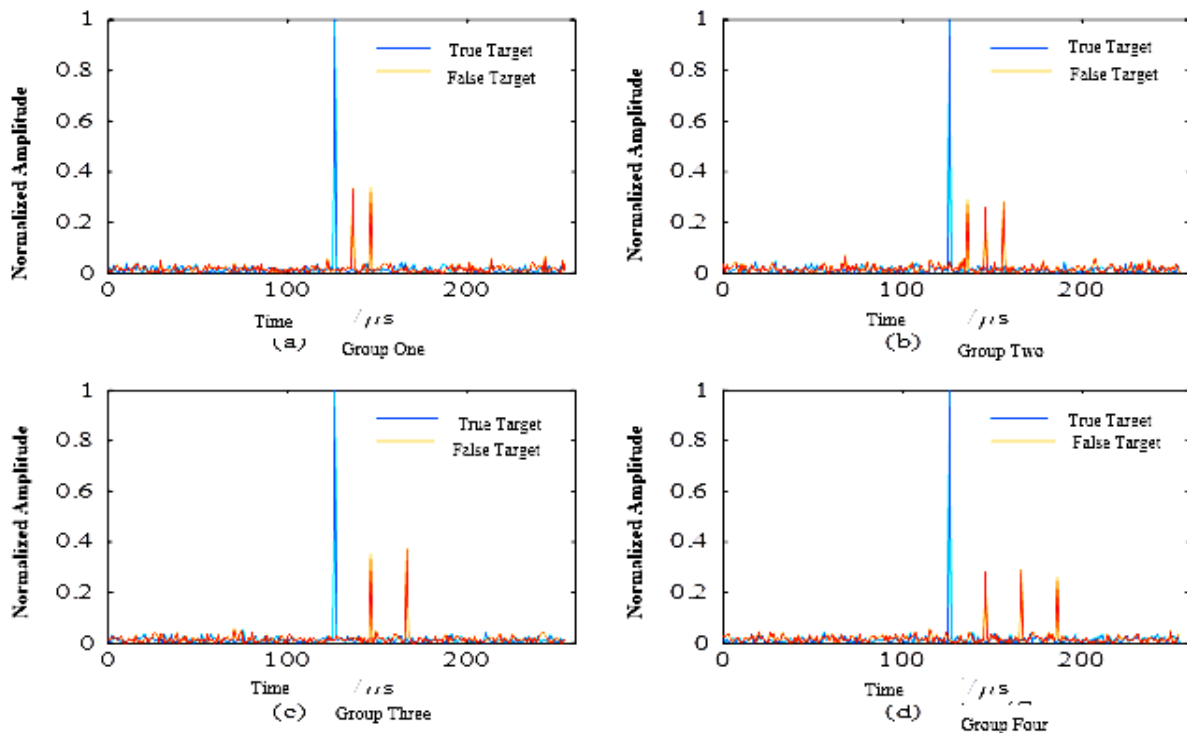 Normalized Amplitude
1
0.8
0.6
0.4
0.2
0
0
100
200
True Target
False Target
Time /μs
(a) Group One
Normalized Amplitude
1
0.8
0.6
0.4
0.2
0
0
100
200
True Target
False Target
Time /μs
(b) Group Two
Normalized Amplitude
1
0.8
0.6
0.4
0.2
0
0
100
200
True Target
False Target
Time /μs
(c) Group Three
Normalized Amplitude
1
0.8
0.6
0.4
0.2
0
0
100
200
True Target
False Target
Time /μs
(d) Group Four